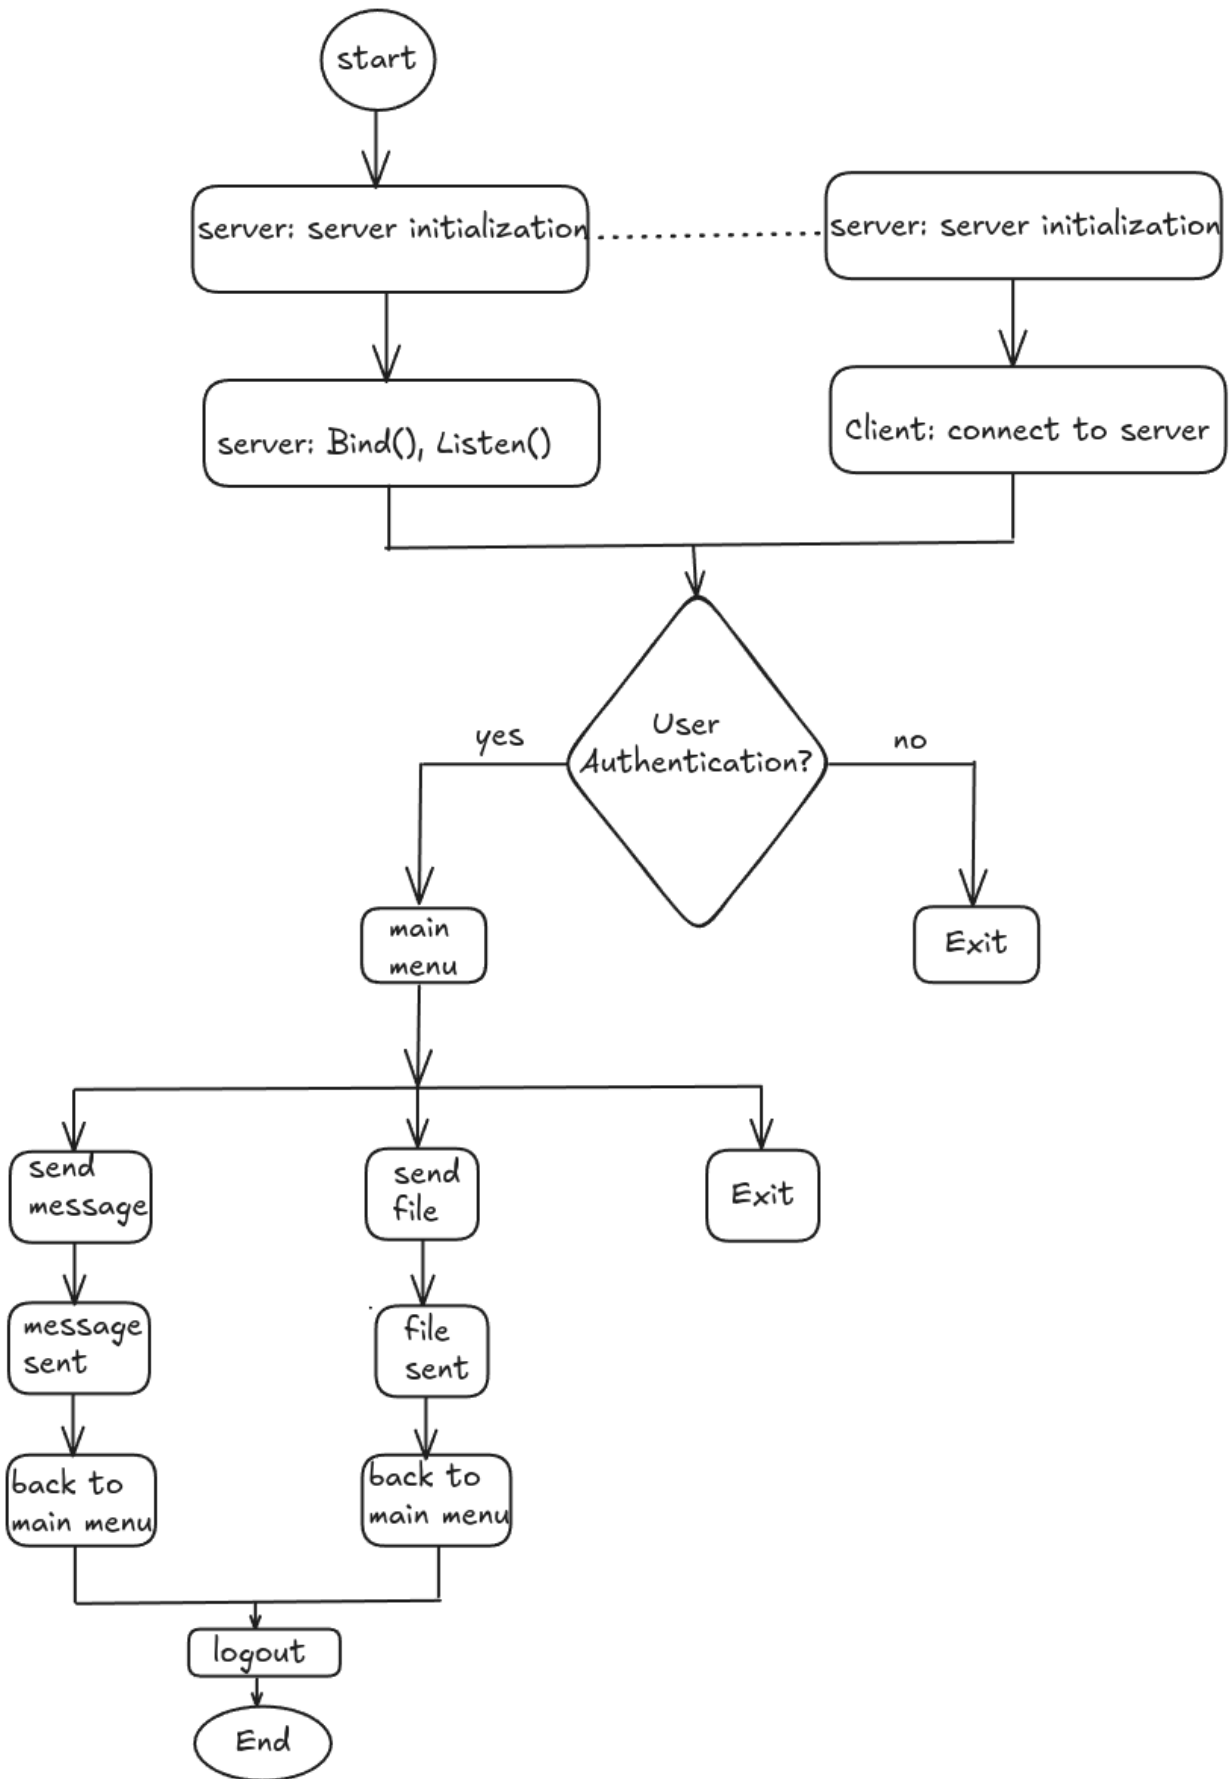 start
server: server initialization
server: server initialization
server: Bind(), Listen()
Client: connect to server
User
Authentication?
yes
no
main
menu
Exit
send
message
send
file
Exit
message
sent
file
sent
back to
main menu
back to
main menu
logout
End